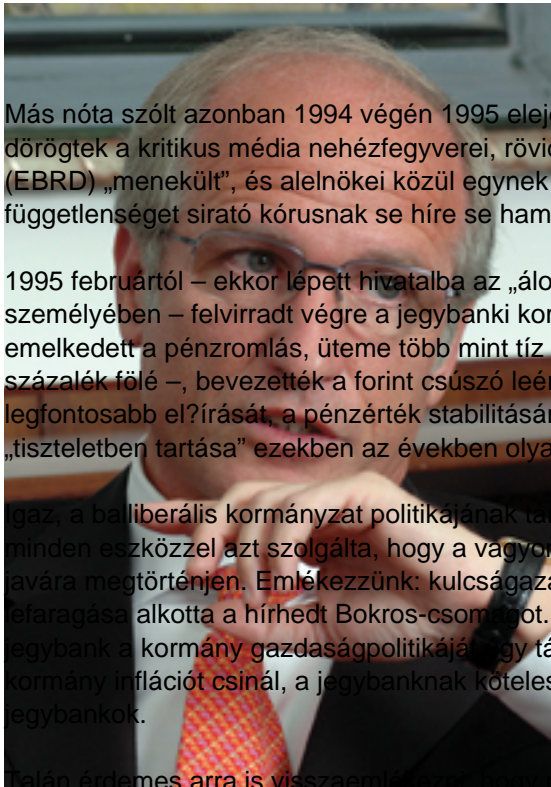 Más nóta szólt azonban 1994 végén 1995 elej
dörögtek a kritikus média nehézfegyverei, rövid
(EBRD) „menekült”, és alelnökei közül egynek
függetlenséget sirató kórusnak se híre se ham
1995 februártól – ekkor lépett hivatalba az „álo
személyében – felvirradt végre a jegybanki kor
emelkedett a pénzromlás, üteme több mint tíz
százalék fölé –, bevezették a forint csúszó leér
legfontosabb el?írását, a pénzérték stabilitásár
„tiszteletben tartása” ezekben az években olya
Igaz, a balliberális kormányzat politikájának tá
minden eszközzel azt szolgálta, hogy a vagyon
javára megtörténjen. Emlékezzünk: kulcságaza
lefaragása alkotta a hírhedt Bokros-csomagot.
jegybank a kormány gazdaságpolitikáját úgy tá
kormány inflációt csinál, a jegybanknak köteles
jegybankok.
Talán érdemes arra is visszaemlékezni, hogy